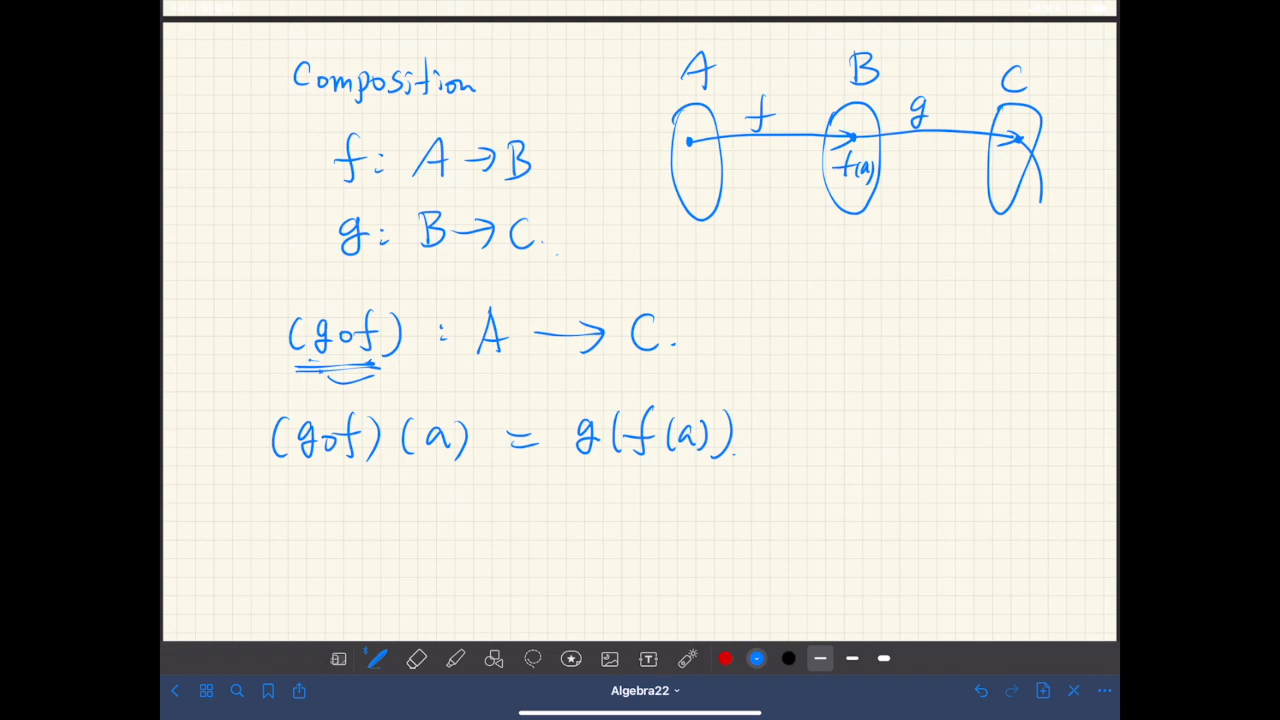 Composition
f: A → B
g: B → C.
(g∘f) : A → C.
(g∘f)(a) = g(f(a)).
A B C
f g
f(a)
Algebra22